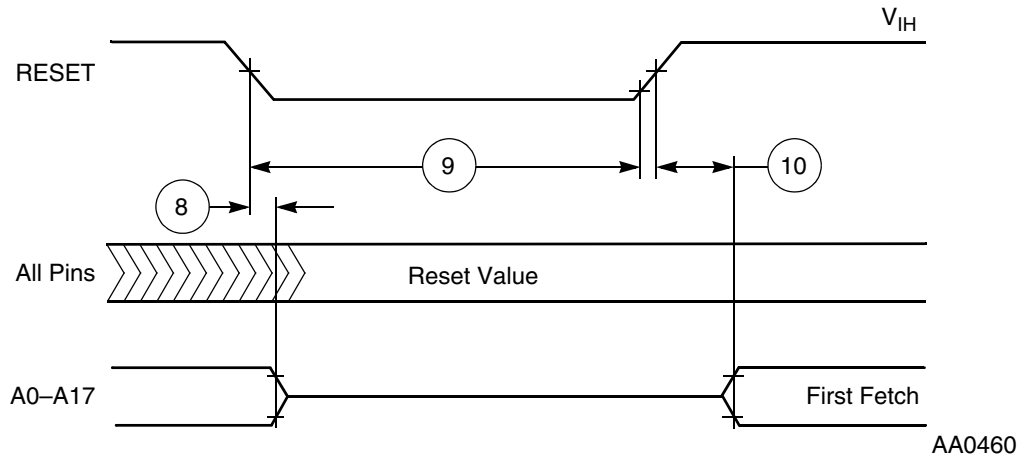 V_IH
RESET
9
10
8
All Pins
Reset Value
A0–A17
First Fetch
AA0460